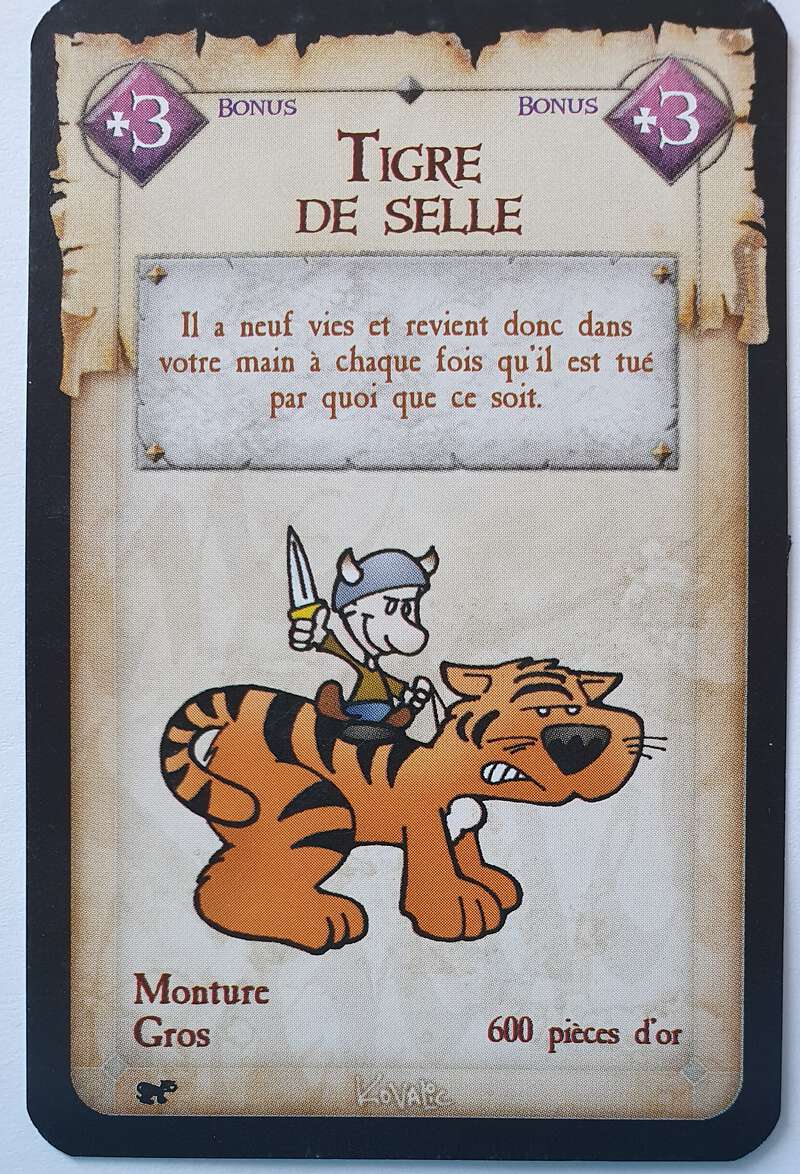 +3 BONUS BONUS +3
TIGRE
DE SELLE
Il a neuf vies et revient donc dans
votre main à chaque fois qu'il est tué
par quoi que ce soit.
Monture
Gros 600 pièces d'or
KOVALIC